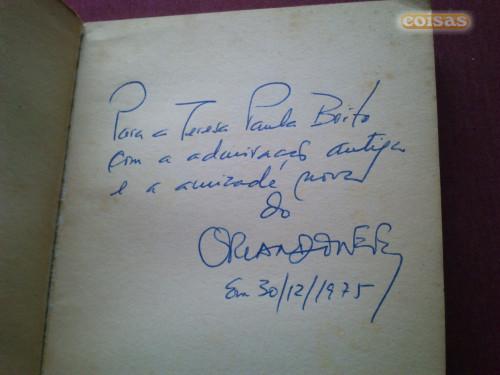 coisas
Para a Teresa Paula Brito
com a admiração antiga
e a amizade nova
do
ORLANDO NEVES
Em 30/12/1975